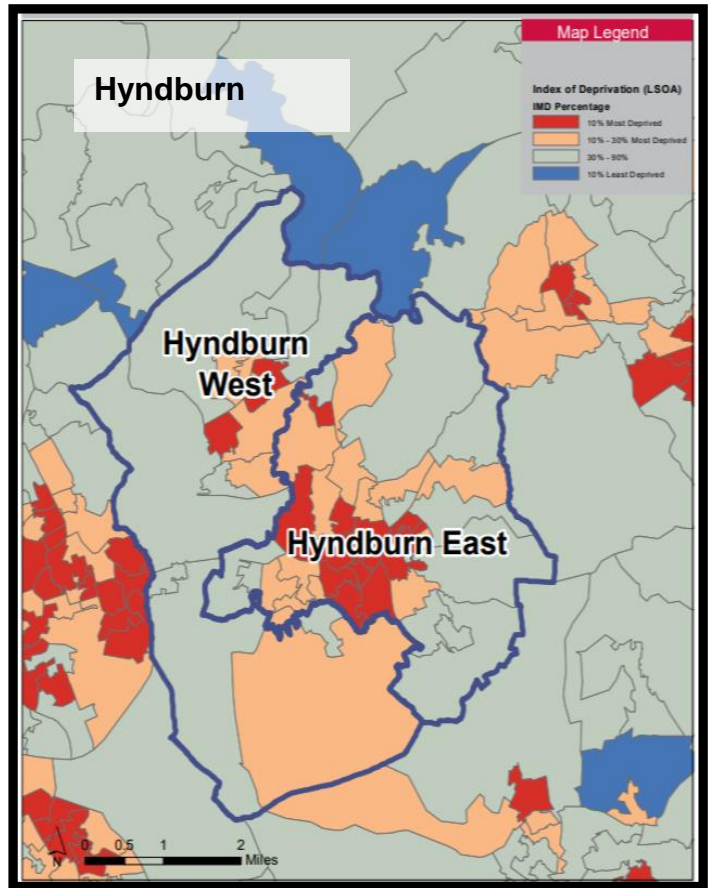 Hyndburn
Map Legend
Index of Deprivation (LSOA)
IMD Percentage
10% Most Deprived
10% - 30% Most Deprived
30% - 90%
10% Least Deprived
Hyndburn
West
Hyndburn East
N
0 0.5 1 2
Miles